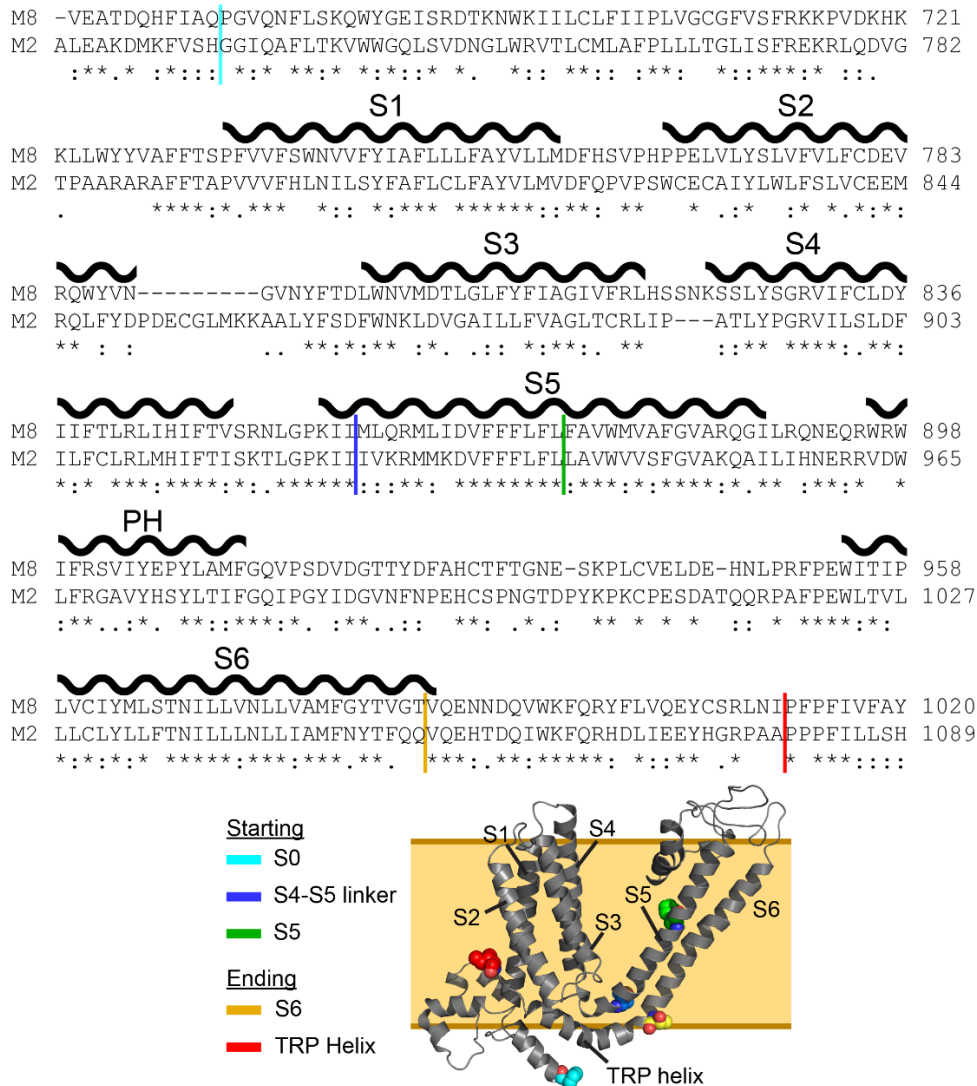 M8 -VEATDQHFIAQPGVQNFLSKQWYGEISRDTKNWKIILCLFIIPLVGCGFVSFRKKPVDKHK 721
M2 ALEAKDMKFVSHGGIQAFLTKVWWGQLSVDNGLWRVTLCMLAFPLLLTGLISFREKRLQDVG 782
:**.* :*:::: *:* **:* *:*::* *. *:: **:: :**: *::***:* ::.
S1
S2
M8 KLLWYYVAFFTSPFVVFSWNVVFYIAFLLLFAYVLLMDFHSVPHPPELVLYSLVFVLFCDEV 783
M2 TPAARARAFFTAPVVVFHLNILSYFAFLCLFAYVLMVDFQPVPSWCECAIYLWLFSLVCEEM 844
. ****:*.*** *:: *:*** ******::**:.** * .:* :* *.*:*:
S3
S4
M8 RQWYVN---------GVNYFTDLWNVMDTLGLFYFIAGIVFRLHSSNKSSLYSGRVIFCLDY 836
M2 RQLFYDPDECGLMKKAALYFSDFWNKLDVGAILLFVAGLTCRLIP---ATLYPGRVILSLDF 903
** : : .. **:*:** :*. .:: *:**:. ** ::** ****:.**:
S5
M8 IIFTLRLIHIFTVSRNLGPKIIMLQRMLIDVFFFLFLFAVWMVAFGVARQGILRQNEQRWRW 898
M2 ILFCLRLMHIFTISKTLGPKIIIVKRMMKDVFFFLFLLAVWVVSFGVAKQAILIHNERRVDW 965
*:* ***:****:*:.******:::**: ********:***:*:****:*.** :**:* *
PH
M8 IFRSVIYEPYLAMFGQVPSDVDGTTYDFAHCTFTGNE-SKPLCVELDE-HNLPRFPEWITIP 958
M2 LFRGAVYHSYLTIFGQIPGYIDGVNFNPEHCSPNGTDPYKPKCPESDATQQRPAFPEWLTVL 1027
:**..:*. **::***:*. :**..:: **: .*.: ** * * * :: * ****:*:
S6
M8 LVCIYMLSTNILLVNLLVAMFGYTVGTVQENNDQVWKFQRYFLVQEYCSRLNIPFPFIVFAY 1020
M2 LLCLYLLFTNILLLNLLIAMFNYTFQQVQEHTDQIWKFQRHDLIEEYHGRPAAPPPFILLSH 1089
*:*:*:* *****:***:***.**. ***:.**:*****: *::** .* * ***::::
Starting
S0
S4-S5 linker
S5
Ending
S6
TRP Helix
S1
S4
S2
S3
S5
S6
TRP helix